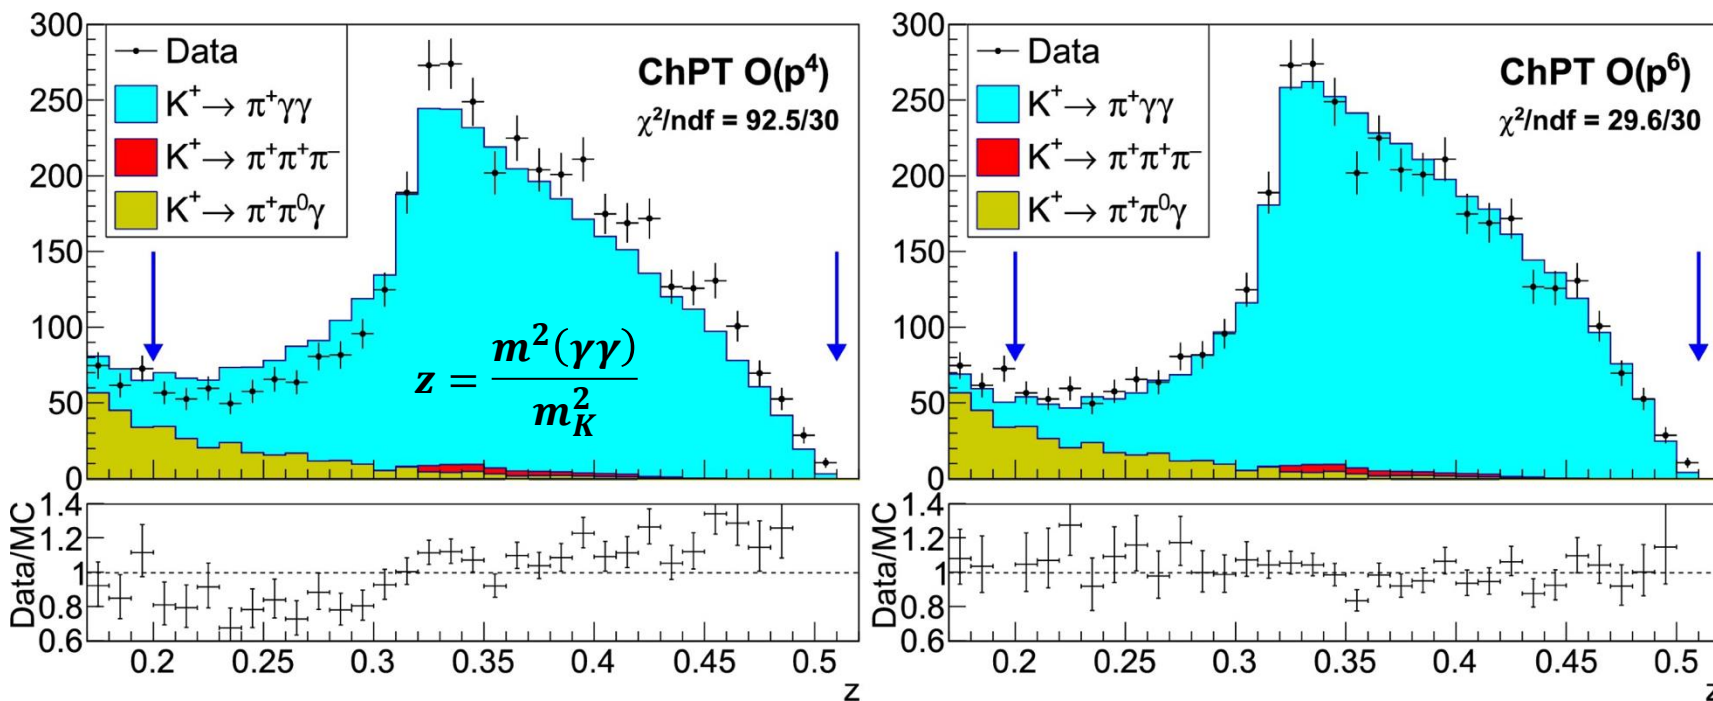 300
250
200
150
100
50
0
Data
K⁺→ π⁺γγ
K⁺→ π⁺π⁺π⁻
K⁺→ π⁺π⁰γ
ChPT O(p⁴)
χ²/ndf = 92.5/30
z = m²(γγ) / m²_K
Data/MC
1.4
1.2
1
0.8
0.6
0.2
0.25
0.3
0.35
0.4
0.45
0.5
z
300
250
200
150
100
50
0
Data
K⁺→ π⁺γγ
K⁺→ π⁺π⁺π⁻
K⁺→ π⁺π⁰γ
ChPT O(p⁶)
χ²/ndf = 29.6/30
Data/MC
1.4
1.2
1
0.8
0.6
0.2
0.25
0.3
0.35
0.4
0.45
0.5
z